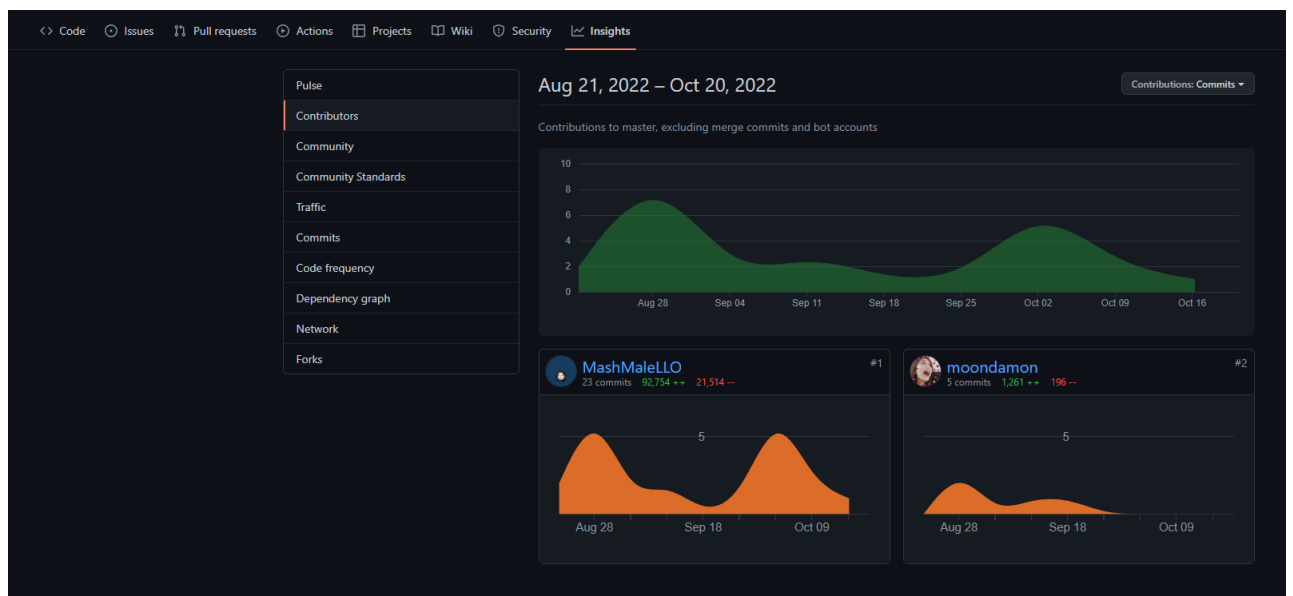 Code Issues Pull requests Actions Projects Wiki Security Insights
Pulse
Contributors
Community
Community Standards
Traffic
Commits
Code frequency
Dependency graph
Network
Forks
Aug 21, 2022 – Oct 20, 2022
Contributions: Commits
Contributions to master, excluding merge commits and bot accounts
10
8
6
4
2
0
Aug 28 Sep 04 Sep 11 Sep 18 Sep 25 Oct 02 Oct 09 Oct 16
MashMaleLLO #1
23 commits 92,754 ++ 21,514 --
5
Aug 28 Sep 18 Oct 09
moondamon #2
5 commits 1,261 ++ 196 --
5
Aug 28 Sep 18 Oct 09